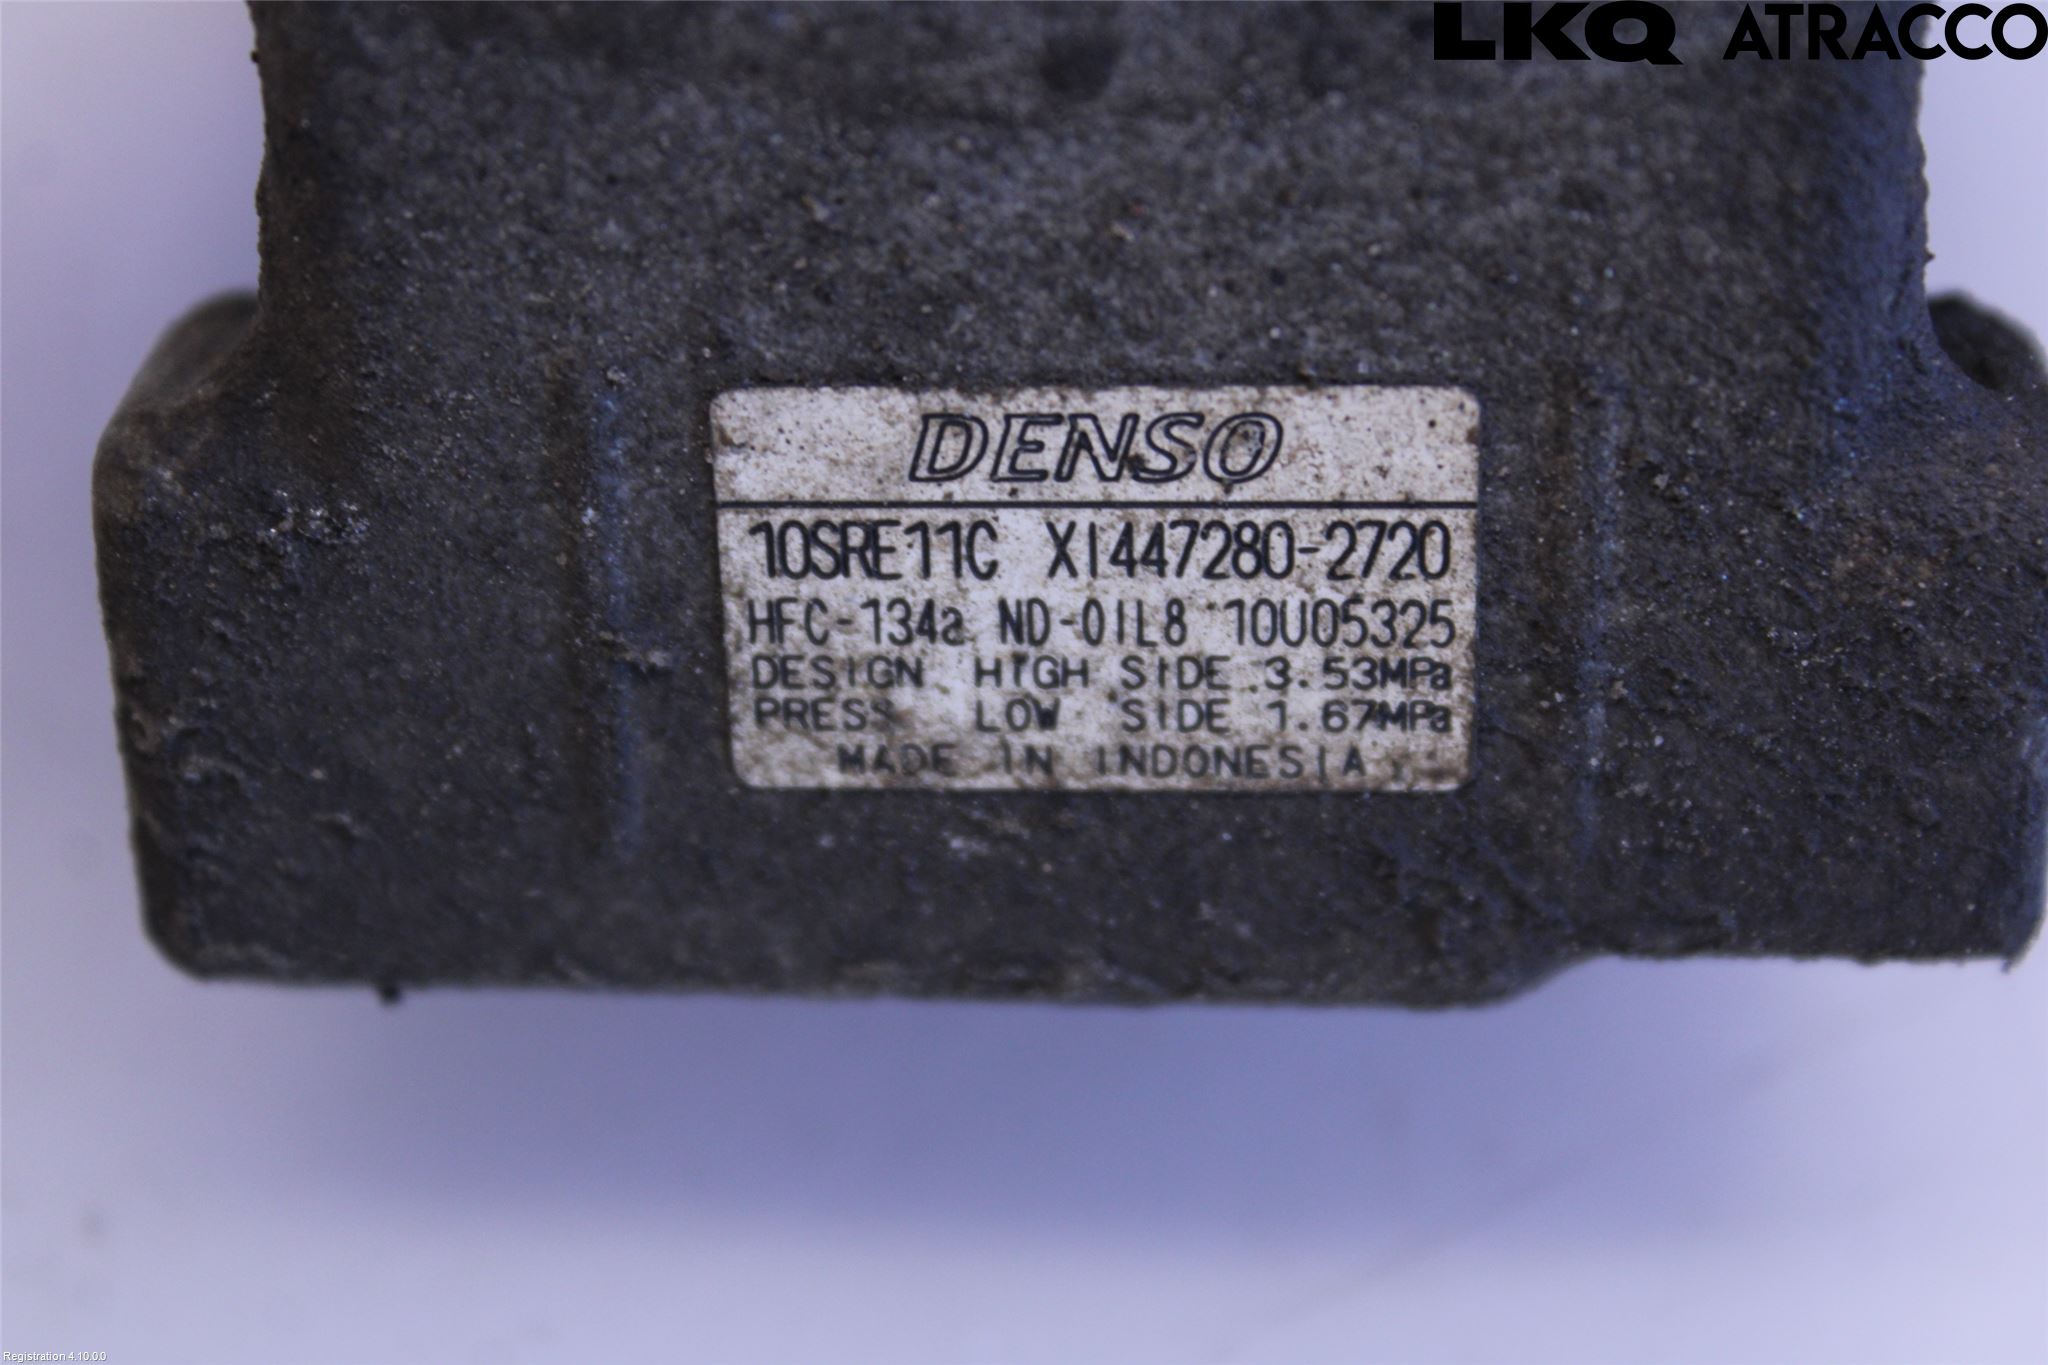 LKQ ATRACCO
DENSO
10SRE11C XI447280-2720
HFC-134a ND-OIL8 10U05325
DESIGN HIGH SIDE 3.53MPa
PRESS LOW SIDE 1.67MPa
MADE IN INDONESIA
Registration 4.10.0.0